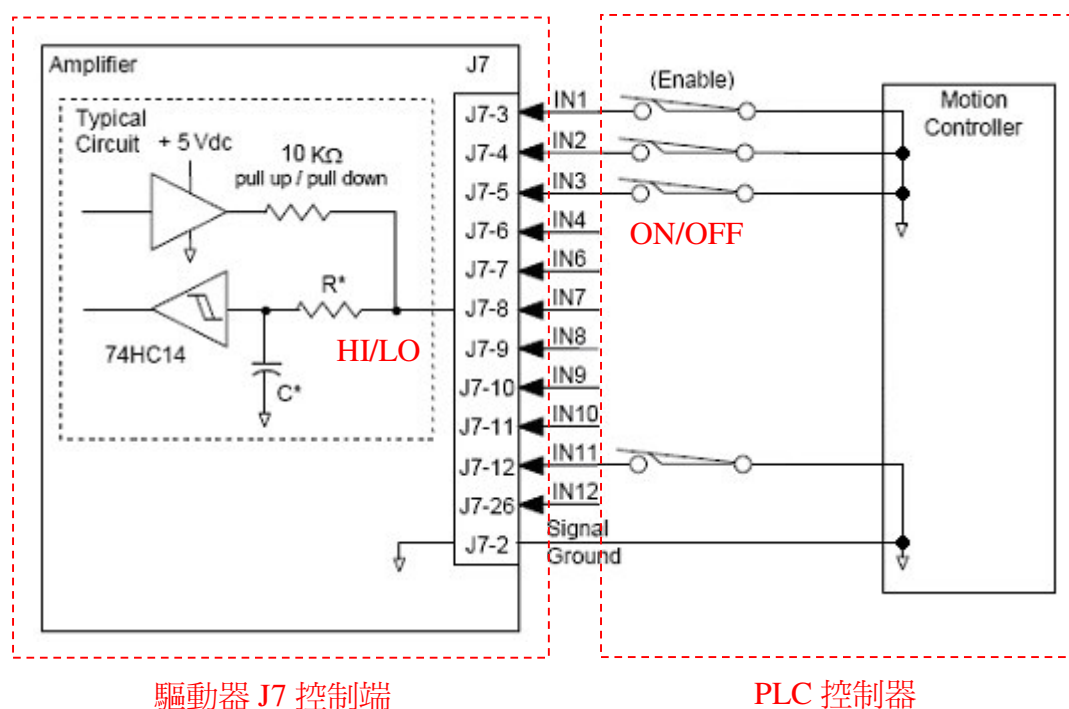 Amplifier
J7
Typical
Circuit
+ 5 Vdc
10 KΩ
pull up / pull down
R*
74HC14
HI/LO
C*
J7-3
J7-4
J7-5
J7-6
J7-7
J7-8
J7-9
J7-10
J7-11
J7-12
J7-26
J7-2
IN1
IN2
IN3
IN4
IN6
IN7
IN8
IN9
IN10
IN11
IN12
Signal
Ground
(Enable)
ON/OFF
Motion
Controller
驅動器 J7 控制端
PLC 控制器